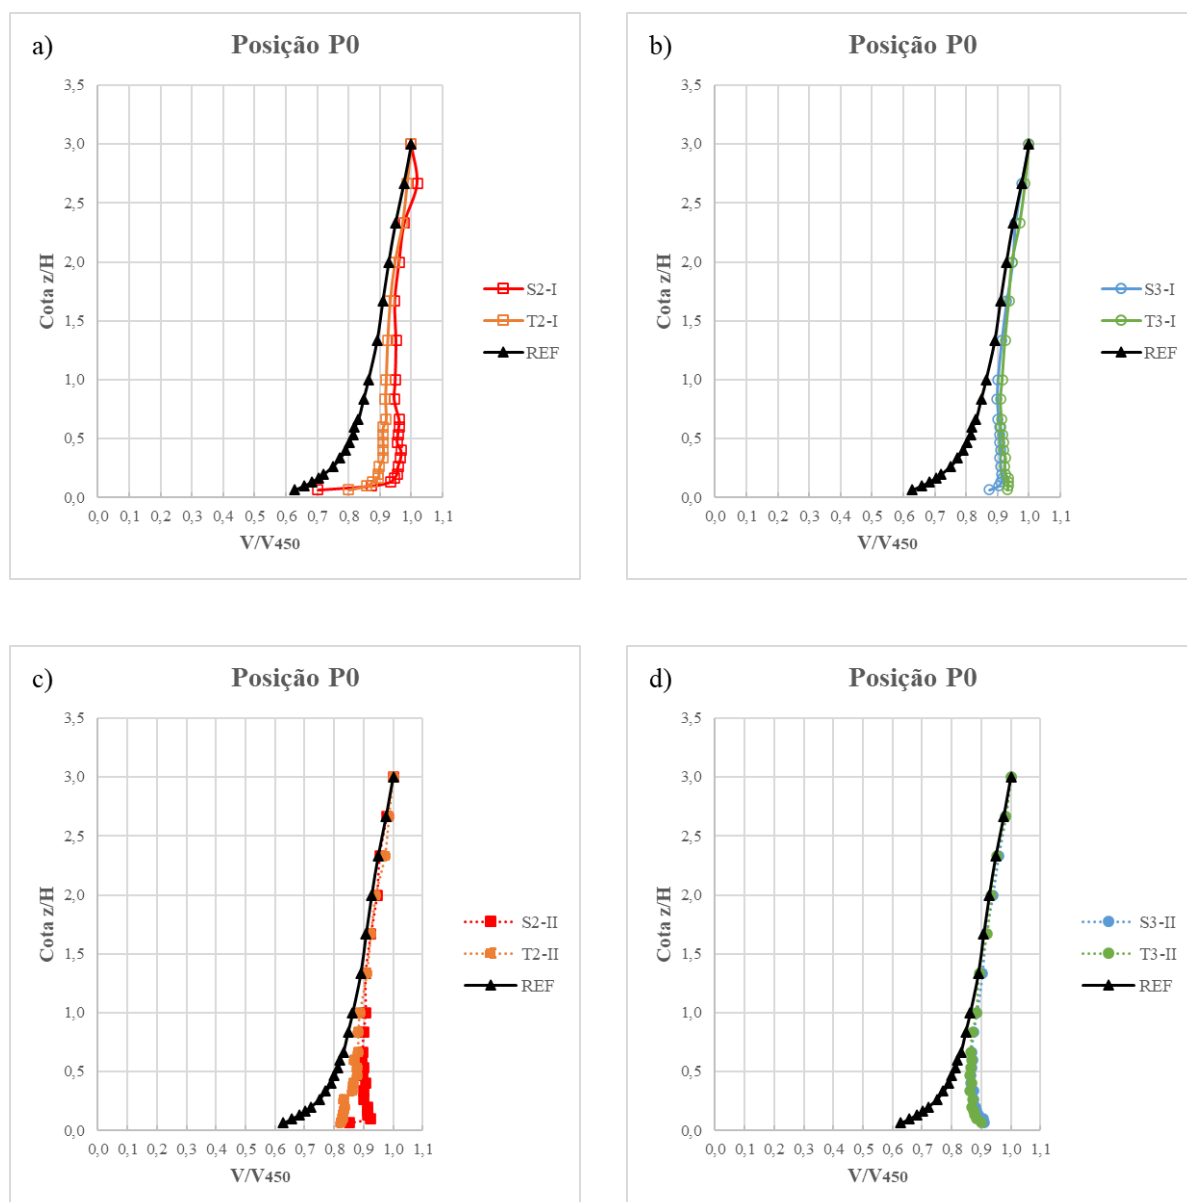 a)
Posição P0
3,5
3,0
2,5
2,0
1,5
1,0
0,5
0,0
Cota z/H
0,0 0,1 0,2 0,3 0,4 0,5 0,6 0,7 0,8 0,9 1,0 1,1
V/V450
S2-I
T2-I
REF
b)
Posição P0
3,5
3,0
2,5
2,0
1,5
1,0
0,5
0,0
Cota z/H
0,0 0,1 0,2 0,3 0,4 0,5 0,6 0,7 0,8 0,9 1,0 1,1
V/V450
S3-I
T3-I
REF
c)
Posição P0
3,5
3,0
2,5
2,0
1,5
1,0
0,5
0,0
Cota z/H
0,0 0,1 0,2 0,3 0,4 0,5 0,6 0,7 0,8 0,9 1,0 1,1
V/V450
S2-II
T2-II
REF
d)
Posição P0
3,5
3,0
2,5
2,0
1,5
1,0
0,5
0,0
Cota z/H
0,0 0,1 0,2 0,3 0,4 0,5 0,6 0,7 0,8 0,9 1,0 1,1
V/V450
S3-II
T3-II
REF